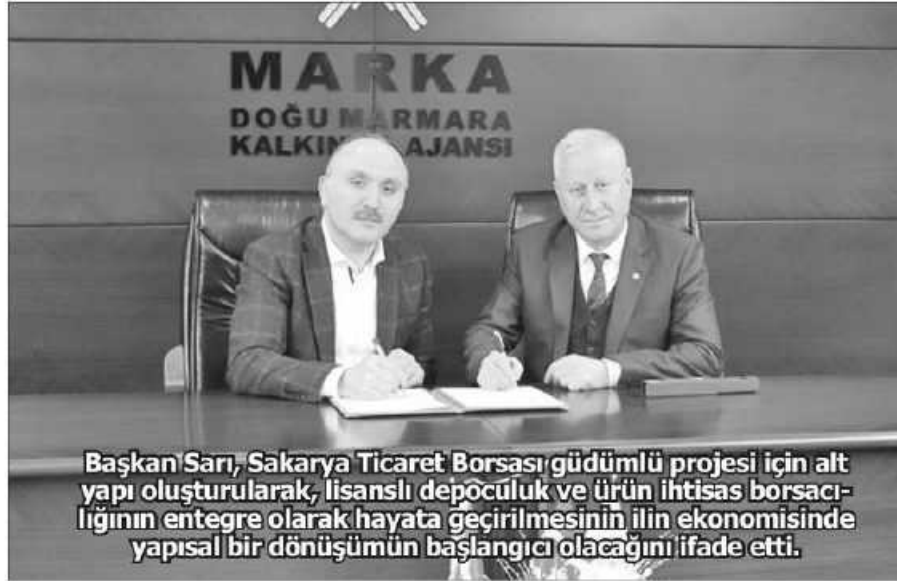 MARKA
DOĞU MARMARA
KALKINMA AJANSI
Başkan Sarı, Sakarya Ticaret Borsası güdümlü projesi için alt
yapı oluşturularak, lisanslı depoculuk ve ürün ihtisas borsacı-
lığının entegre olarak hayata geçirilmesinin ilin ekonomisinde
yapısal bir dönüşümün başlangıcı olacağını ifade etti.